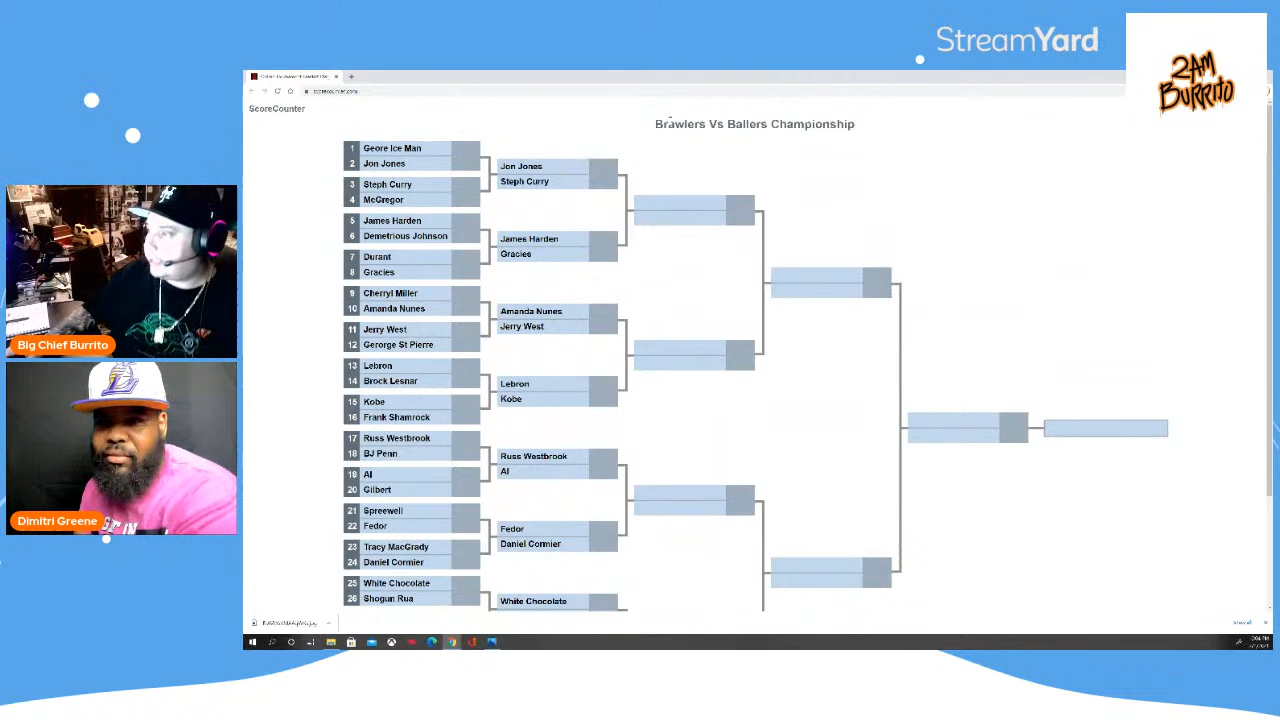 StreamYard
2AM
BURRITO
scorecounter.com
ScoreCounter
Brawlers Vs Ballers Championship
1 Geore Ice Man
2 Jon Jones
3 Steph Curry
4 McGregor
5 James Harden
6 Demetrious Johnson
7 Durant
8 Gracies
9 Cherryl Miller
10 Amanda Nunes
11 Jerry West
12 Gerorge St Pierre
13 Lebron
14 Brock Lesnar
15 Kobe
16 Frank Shamrock
17 Russ Westbrook
18 BJ Penn
19 AI
20 Gilbert
21 Spreewell
22 Fedor
23 Tracy MacGrady
24 Daniel Cormier
25 White Chocolate
26 Shogun Rua
Jon Jones
Steph Curry
James Harden
Gracies
Amanda Nunes
Jerry West
Lebron
Kobe
Russ Westbrook
AI
Fedor
Daniel Cormier
White Chocolate
Big Chief Burrito
Dimitri Greene
Show all